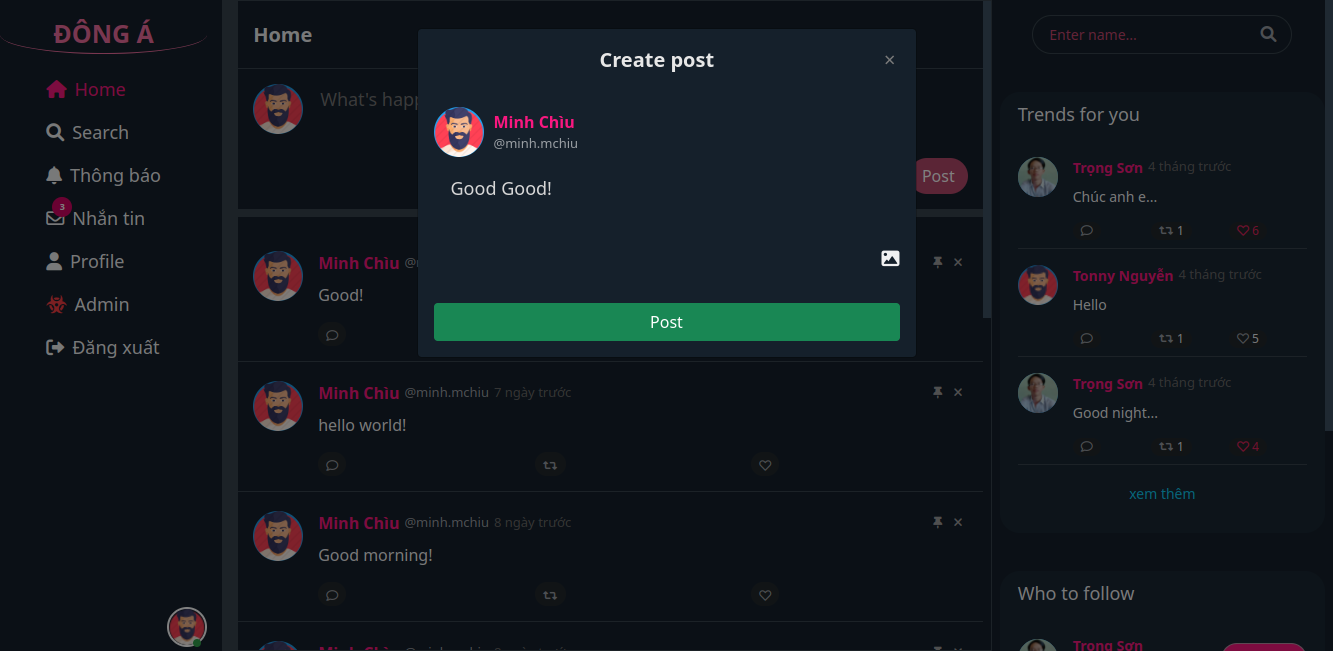 ĐÔNG Á
Home
Search
Thông báo
3
Nhắn tin
Profile
Admin
Đăng xuất
Home
What's hap
Post
Create post
×
Minh Chìu
@minh.mchiu
Good Good!
Post
Minh Chìu
Good!
Minh Chìu @minh.mchiu 7 ngày trước
hello world!
Minh Chìu @minh.mchiu 8 ngày trước
Good morning!
Enter name...
Trends for you
Trọng Sơn 4 tháng trước
Chúc anh e...
1 6
Tonny Nguyễn 4 tháng trước
Hello
1 5
Trọng Sơn 4 tháng trước
Good night...
1 4
xem thêm
Who to follow
Trọng Sơn